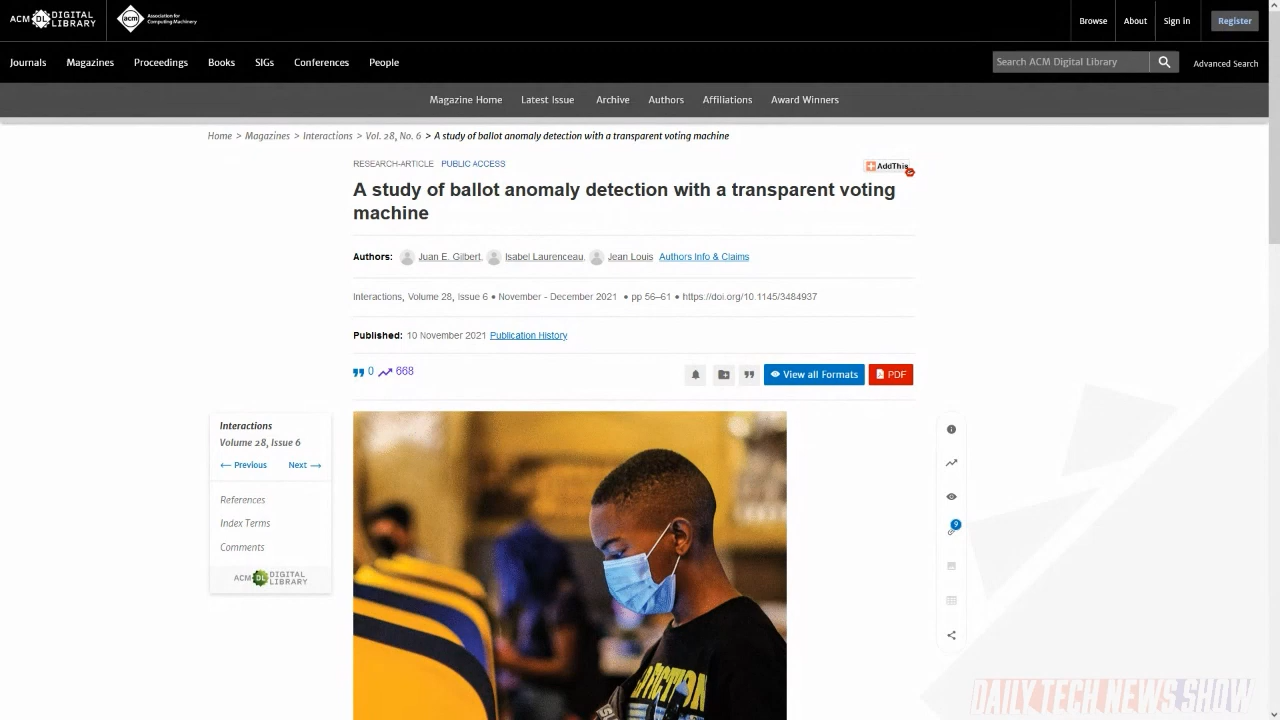 ACM DL DIGITAL LIBRARY
acm Association for Computing Machinery
Browse About Sign in Register
Journals Magazines Proceedings Books SIGs Conferences People
Search ACM Digital Library
Advanced Search
Magazine Home Latest Issue Archive Authors Affiliations Award Winners
Home > Magazines > Interactions > Vol. 28, No. 6 > A study of ballot anomaly detection with a transparent voting machine
RESEARCH-ARTICLE PUBLIC ACCESS
AddThis
A study of ballot anomaly detection with a transparent voting
machine
Authors: Juan E. Gilbert, Isabel Laurenceau, Jean Louis Authors Info & Claims
Interactions, Volume 28, Issue 6 • November - December 2021 • pp 56–61 • https://doi.org/10.1145/3484937
Published: 10 November 2021 Publication History
0 668
View all Formats PDF
Interactions
Volume 28, Issue 6
← Previous Next →
References
Index Terms
Comments
ACM DL DIGITAL LIBRARY
9
DAILY TECH NEWS SHOW